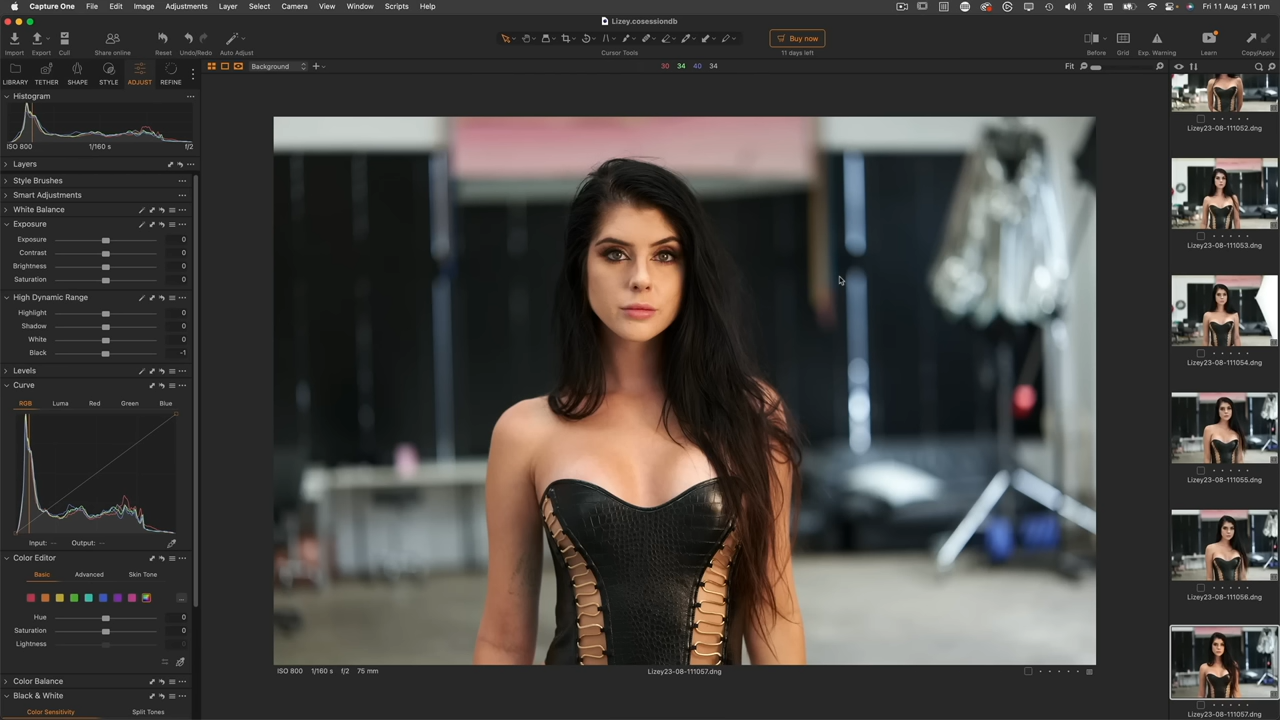 Capture One File Edit Image Adjustments Layer Select Camera View Window Scripts Help Fri 11 Aug 4:11 pm
Lizey.cosessiondb
Import Export Cull Share online Reset Undo/Redo Auto Adjust Cursor Tools Buy now 11 days left Before Grid Exp. Warning Learn Copy/Apply
LIBRARY TETHER SHAPE STYLE ADJUST REFINE
Background 30 34 40 34 Fit
Histogram
ISO 800 1/160 s f/2
Layers
Style Brushes
Smart Adjustments
White Balance
Exposure
Exposure 0
Contrast 0
Brightness 0
Saturation 0
High Dynamic Range
Highlight 0
Shadow 0
White 0
Black -1
Levels
Curve
RGB Luma Red Green Blue
Input: -- Output: --
Color Editor
Basic Advanced Skin Tone
...
Hue 0
Saturation 0
Lightness 0
Color Balance
Black & White
Color Sensitivity Split Tones
ISO 800 1/160 s f/2 75 mm Lizey23-08-111057.dng
Lizey23-08-111052.dng
Lizey23-08-111053.dng
Lizey23-08-111054.dng
Lizey23-08-111055.dng
Lizey23-08-111056.dng
Lizey23-08-111057.dng